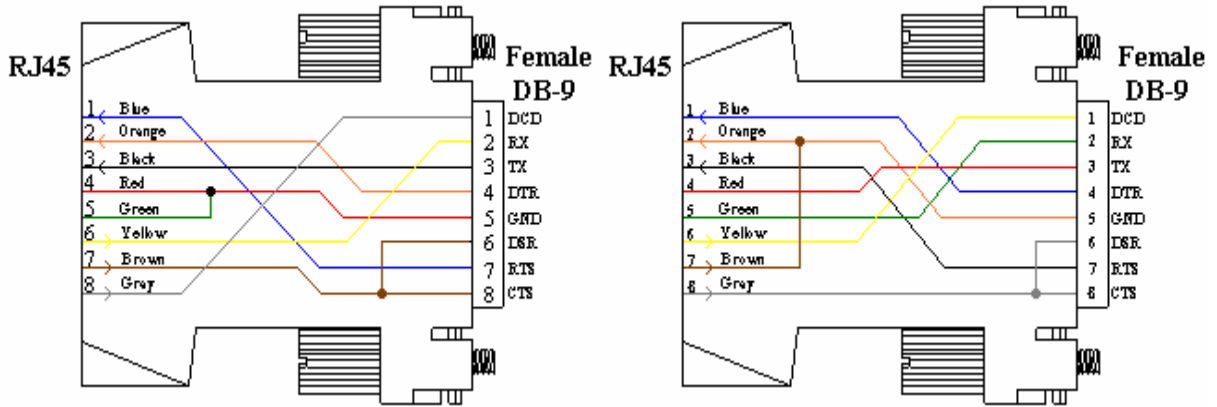 RJ45
Female
DB-9
1 Blue
2 Orange
3 Black
4 Red
5 Green
6 Yellow
7 Brown
8 Gray
1 DCD
2 RX
3 TX
4 DTR
5 GND
6 DSR
7 RTS
8 CTS
RJ45
Female
DB-9
1 Blue
2 Orange
3 Black
4 Red
5 Green
6 Yellow
7 Brown
8 Gray
1 DCD
2 RX
3 TX
4 DTR
5 GND
6 DSR
7 RTS
8 CTS